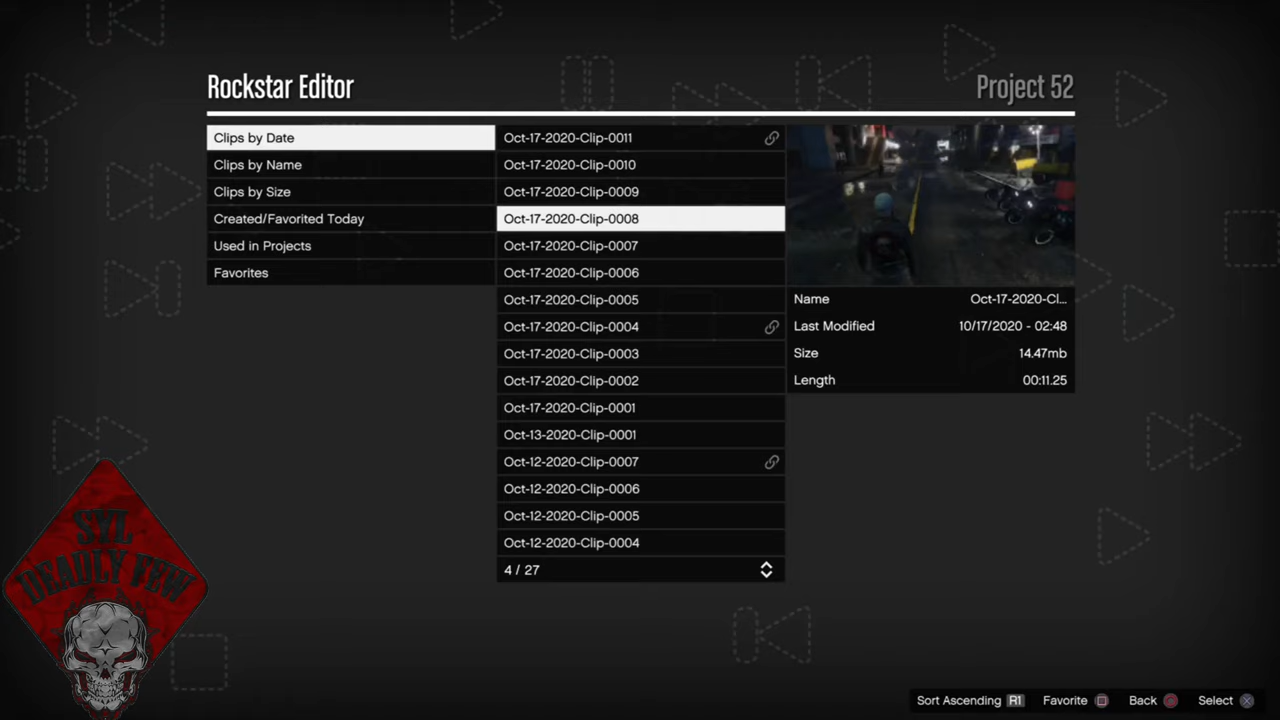 Rockstar Editor
Project 52
Clips by Date
Clips by Name
Clips by Size
Created/Favorited Today
Used in Projects
Favorites
Oct-17-2020-Clip-0011
Oct-17-2020-Clip-0010
Oct-17-2020-Clip-0009
Oct-17-2020-Clip-0008
Oct-17-2020-Clip-0007
Oct-17-2020-Clip-0006
Oct-17-2020-Clip-0005
Oct-17-2020-Clip-0004
Oct-17-2020-Clip-0003
Oct-17-2020-Clip-0002
Oct-17-2020-Clip-0001
Oct-13-2020-Clip-0001
Oct-12-2020-Clip-0007
Oct-12-2020-Clip-0006
Oct-12-2020-Clip-0005
Oct-12-2020-Clip-0004
4 / 27
Name Oct-17-2020-Cl...
Last Modified 10/17/2020 - 02:48
Size 14.47mb
Length 00:11.25
SYL
DEADLY FEW
Sort Ascending R1 Favorite Back Select